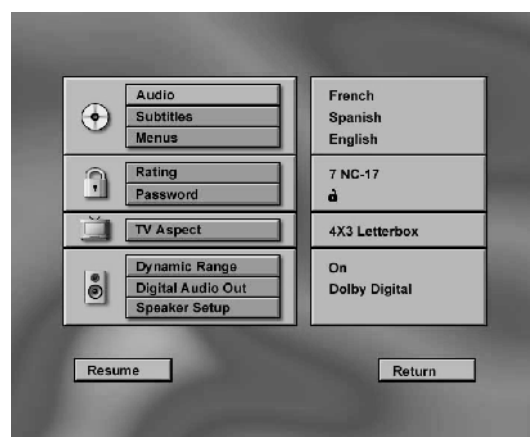 Audio French
Subtitles Spanish
Menus English
Rating 7 NC-17
Password
TV Aspect 4X3 Letterbox
Dynamic Range On
Digital Audio Out Dolby Digital
Speaker Setup
Resume Return